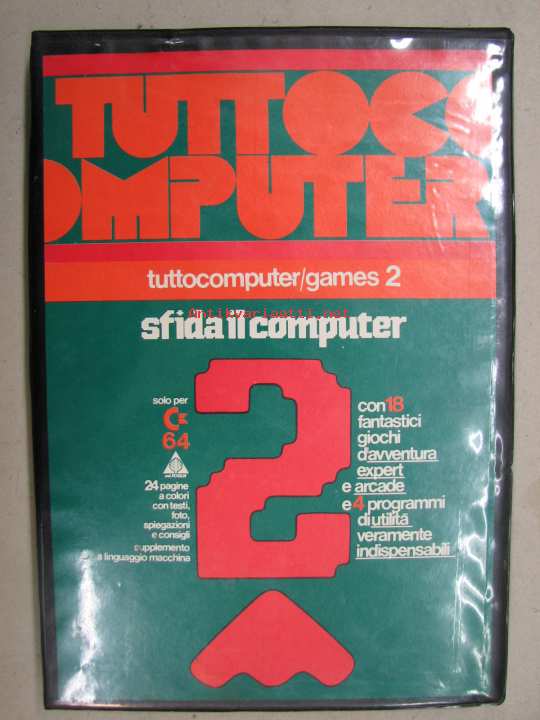 TUTTOCO
OMPUTER
tuttocomputer/games 2
Antikvariaatti.net
sfida il computer
2
solo per
C=
64
24 pagine
a colori
con testi,
foto,
spiegazioni
e consigli
supplemento
a linguaggio macchina
con 18
fantastici
giochi
d'avventura
expert
e arcade
e 4 programmi
di utilità
veramente
indispensabili